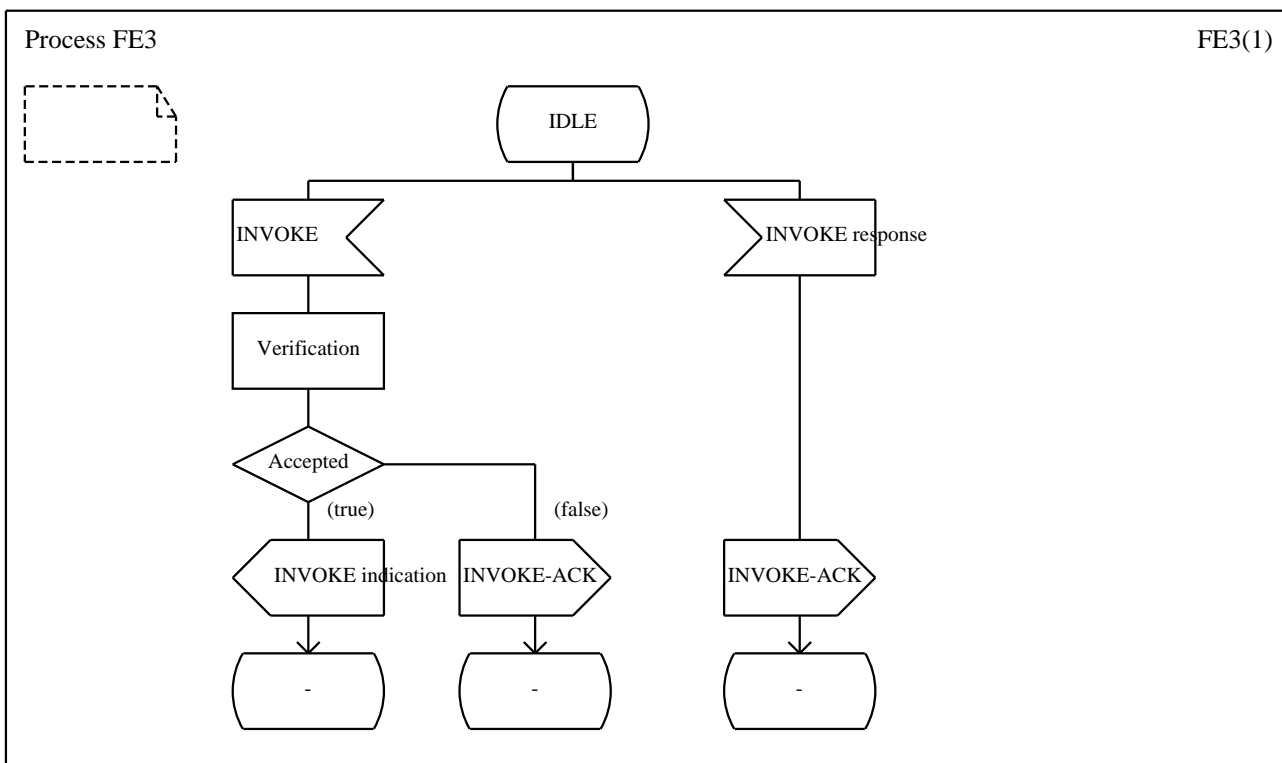 Process FE3
FE3(1)
IDLE
INVOKE
INVOKE response
Verification
Accepted
(true)
(false)
INVOKE indication
INVOKE-ACK
INVOKE-ACK
-
-
-